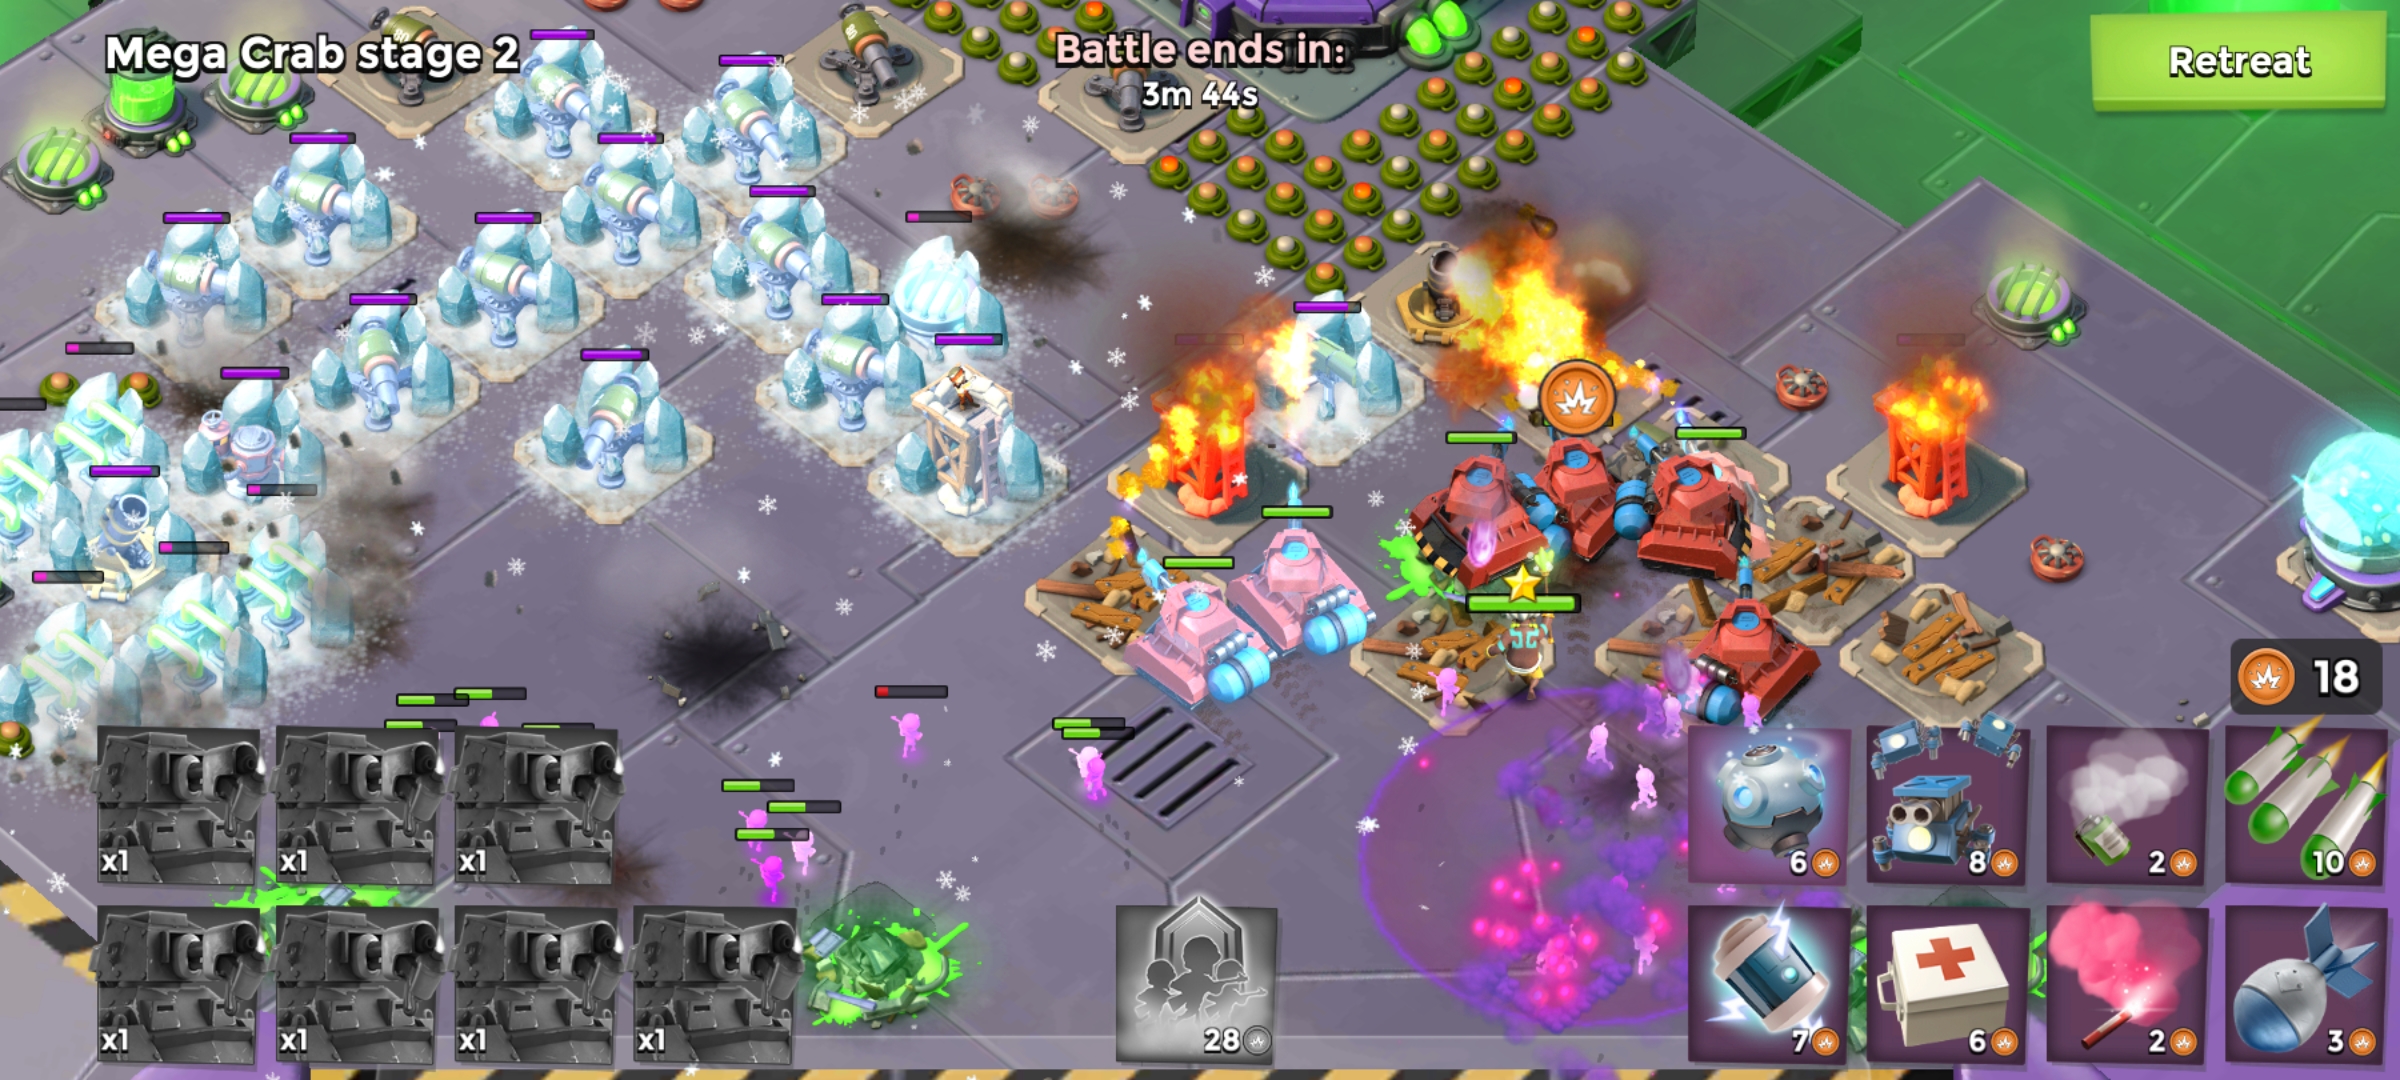 Mega Crab stage 2
Battle ends in:
3m 44s
Retreat
18
x1
x1
x1
6
8
2
10
x1
x1
x1
x1
28
7
6
2
3